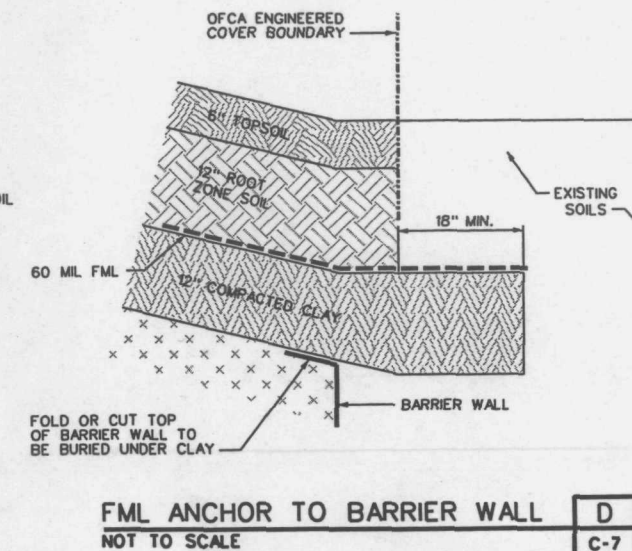 OFCA ENGINEERED
COVER BOUNDARY
6" TOPSOIL
12" ROOT
ZONE SOIL
OIL
18" MIN.
EXISTING
SOILS
60 MIL FML
12" COMPACTED CLAY
BARRIER WALL
FOLD OR CUT TOP
OF BARRIER WALL TO
BE BURIED UNDER CLAY
FML ANCHOR TO BARRIER WALL
D
NOT TO SCALE
C-7